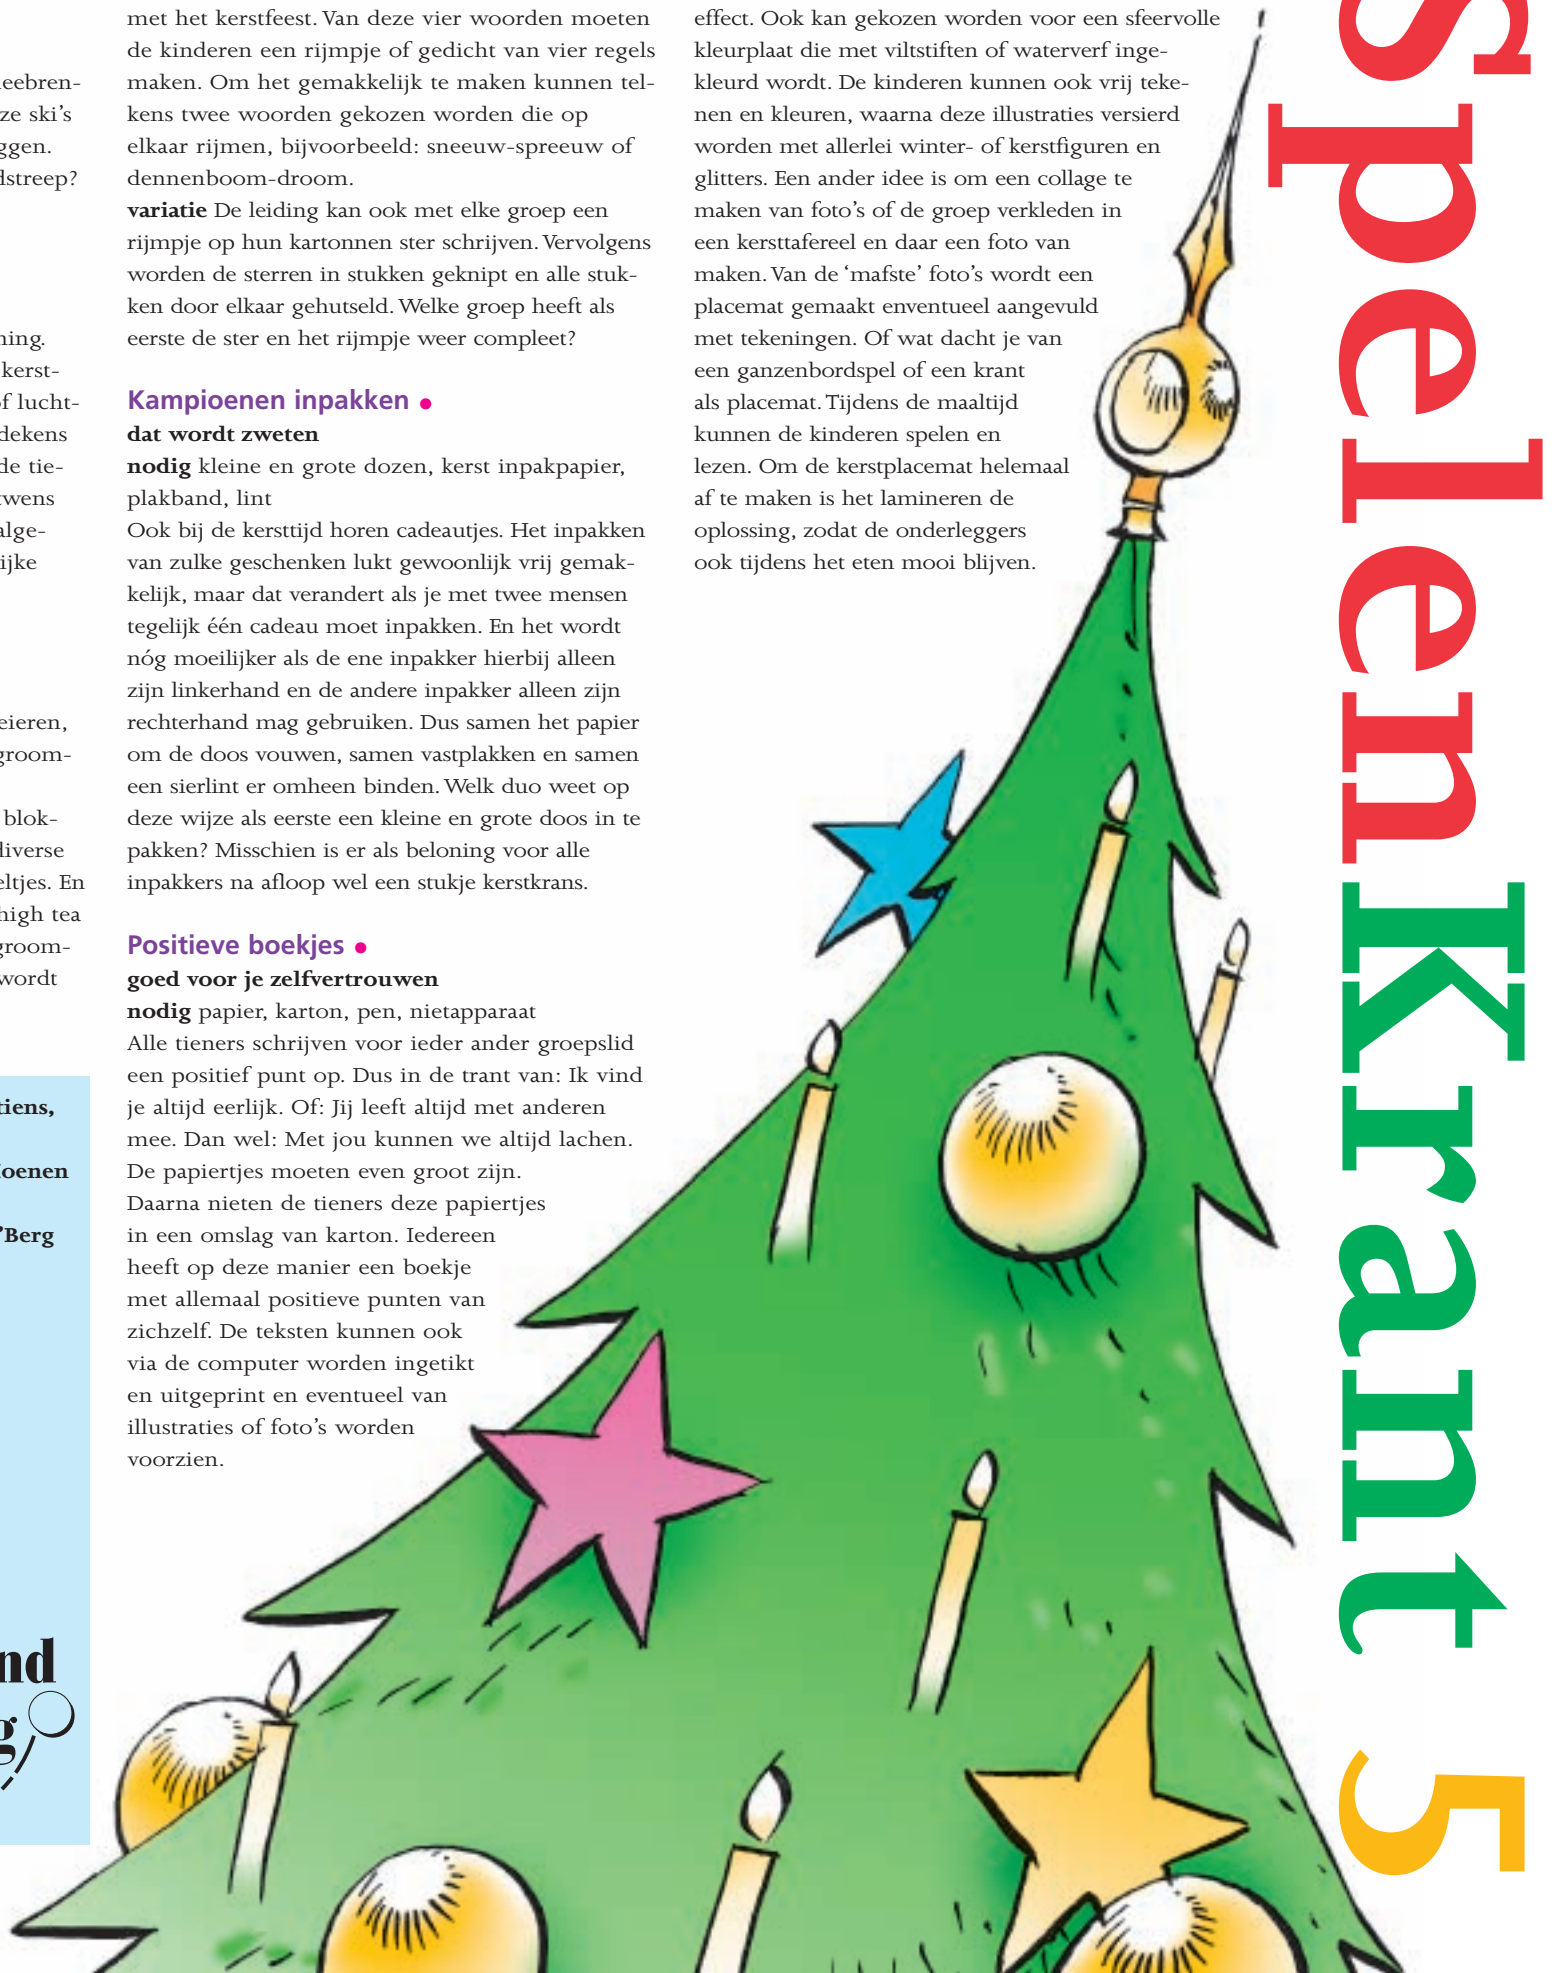 ski's
blok-
En
high tea
wordt
'Berg
met het kerstfeest. Van deze vier woorden moeten
de kinderen een rijmpje of gedicht van vier regels
maken. Om het gemakkelijk te maken kunnen tel-
kens twee woorden gekozen worden die op
elkaar rijmen, bijvoorbeeld: sneeuw-spreeuw of
dennenboom-droom.
variatie De leiding kan ook met elke groep een
rijmpje op hun kartonnen ster schrijven. Vervolgens
worden de sterren in stukken geknipt en alle stuk-
ken door elkaar gehutseld. Welke groep heeft als
eerste de ster en het rijmpje weer compleet?
Kampioenen inpakken •
dat wordt zweten
nodig kleine en grote dozen, kerst inpakpapier,
plakband, lint
Ook bij de kersttijd horen cadeautjes. Het inpakken
van zulke geschenken lukt gewoonlijk vrij gemak-
kelijk, maar dat verandert als je met twee mensen
tegelijk één cadeau moet inpakken. En het wordt
nóg moeilijker als de ene inpakker hierbij alleen
zijn linkerhand en de andere inpakker alleen zijn
rechterhand mag gebruiken. Dus samen het papier
om de doos vouwen, samen vastplakken en samen
een sierlint er omheen binden. Welk duo weet op
deze wijze als eerste een kleine en grote doos in te
pakken? Misschien is er als beloning voor alle
inpakkers na afloop wel een stukje kerstkrans.
Positieve boekjes •
goed voor je zelfvertrouwen
nodig papier, karton, pen, nietapparaat
Alle tieners schrijven voor ieder ander groepslid
een positief punt op. Dus in de trant van: Ik vind
je altijd eerlijk. Of: Jij leeft altijd met anderen
mee. Dan wel: Met jou kunnen we altijd lachen.
De papiertjes moeten even groot zijn.
Daarna nieten de tieners deze papiertjes
in een omslag van karton. Iedereen
heeft op deze manier een boekje
met allemaal positieve punten van
zichzelf. De teksten kunnen ook
via de computer worden ingetikt
en uitgeprint en eventueel van
illustraties of foto's worden
voorzien.
effect. Ook kan gekozen worden voor een sfeervolle
kleurplaat die met viltstiften of waterverf inge-
kleurd wordt. De kinderen kunnen ook vrij teke-
nen en kleuren, waarna deze illustraties versierd
worden met allerlei winter- of kerstfiguren en
glitters. Een ander idee is om een collage te
maken van foto's of de groep verkleden in
een kersttafereel en daar een foto van
maken. Van de 'mafste' foto's wordt een
placemat gemaakt enventueel aangevuld
met tekeningen. Of wat dacht je van
een ganzenbordspel of een krant
als placemat. Tijdens de maaltijd
kunnen de kinderen spelen en
lezen. Om de kerstplacemat helemaal
af te maken is het lamineren de
oplossing, zodat de onderleggers
ook tijdens het eten mooi blijven.
SpelenKrant 5